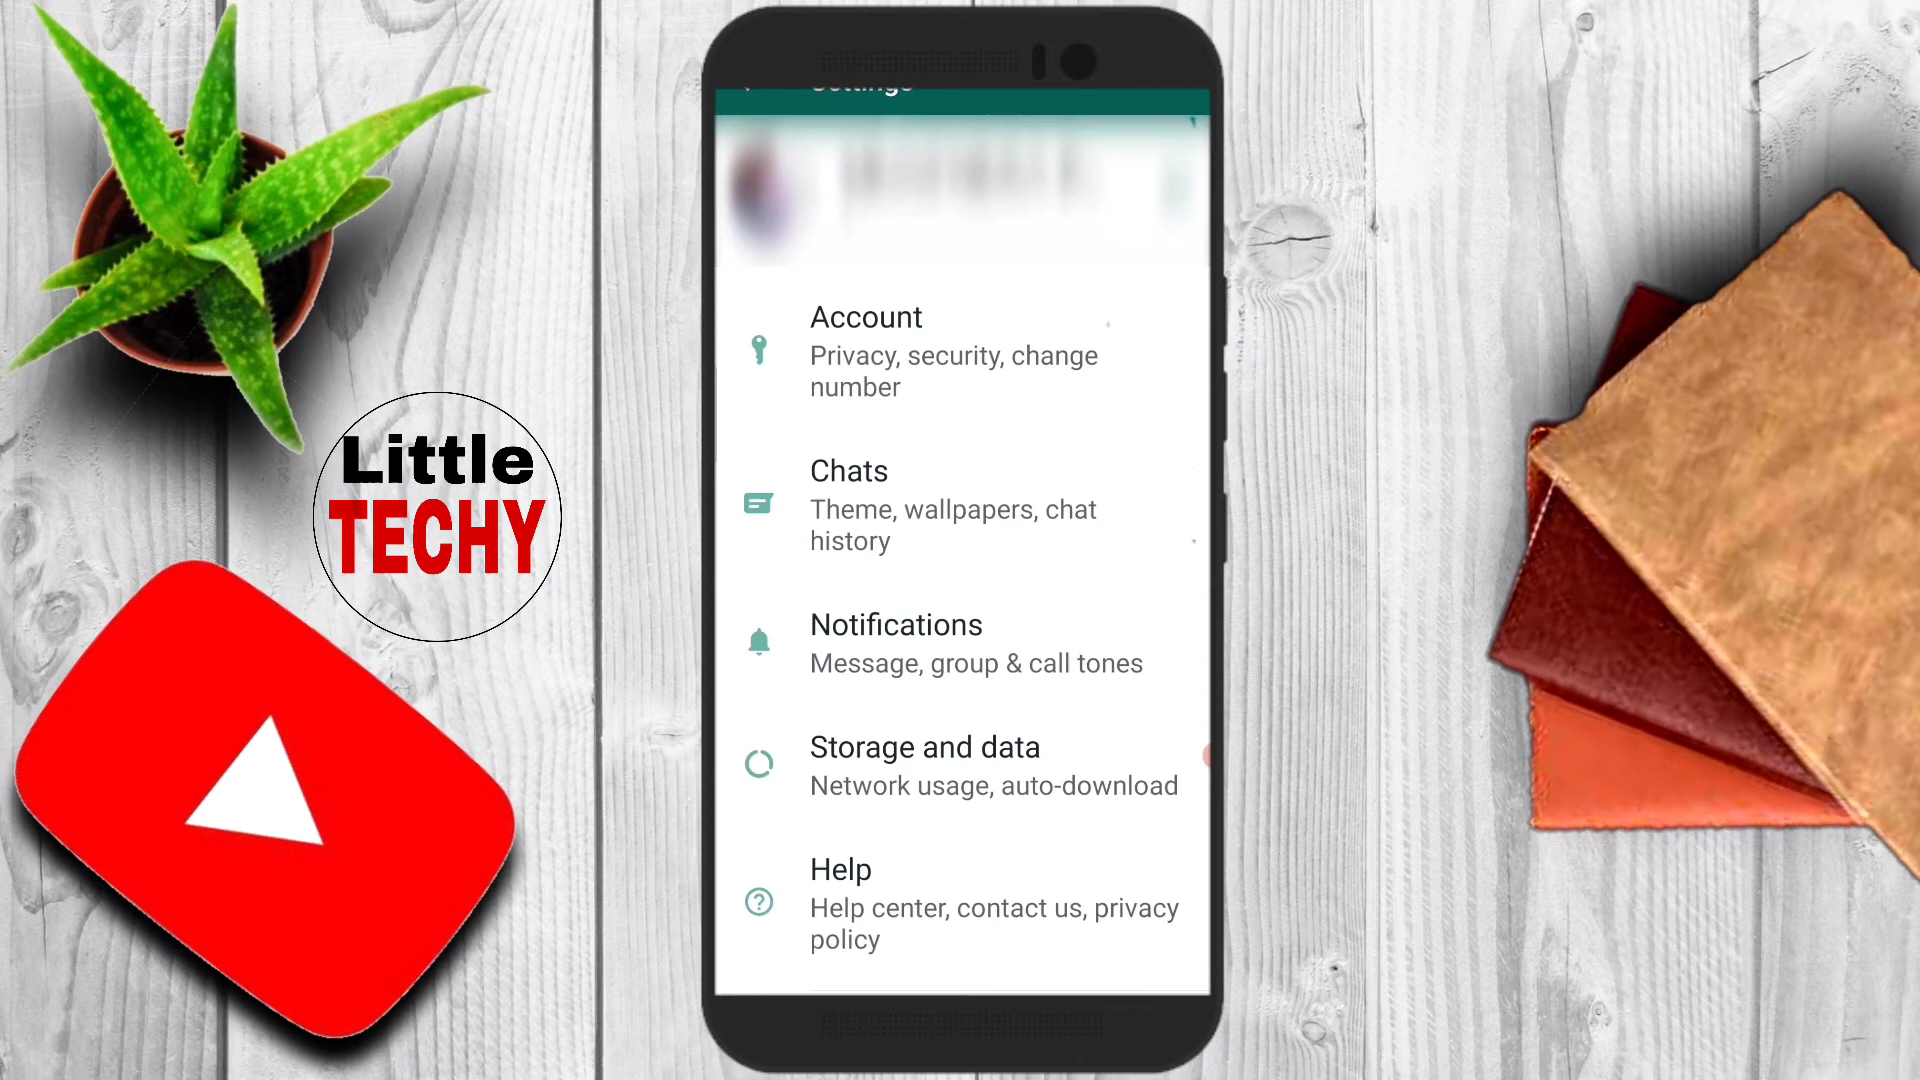 Settings
Account
Privacy, security, change
number
Chats
Theme, wallpapers, chat
history
Notifications
Message, group & call tones
Storage and data
Network usage, auto-download
Help
Help center, contact us, privacy
policy
Little
TECHY